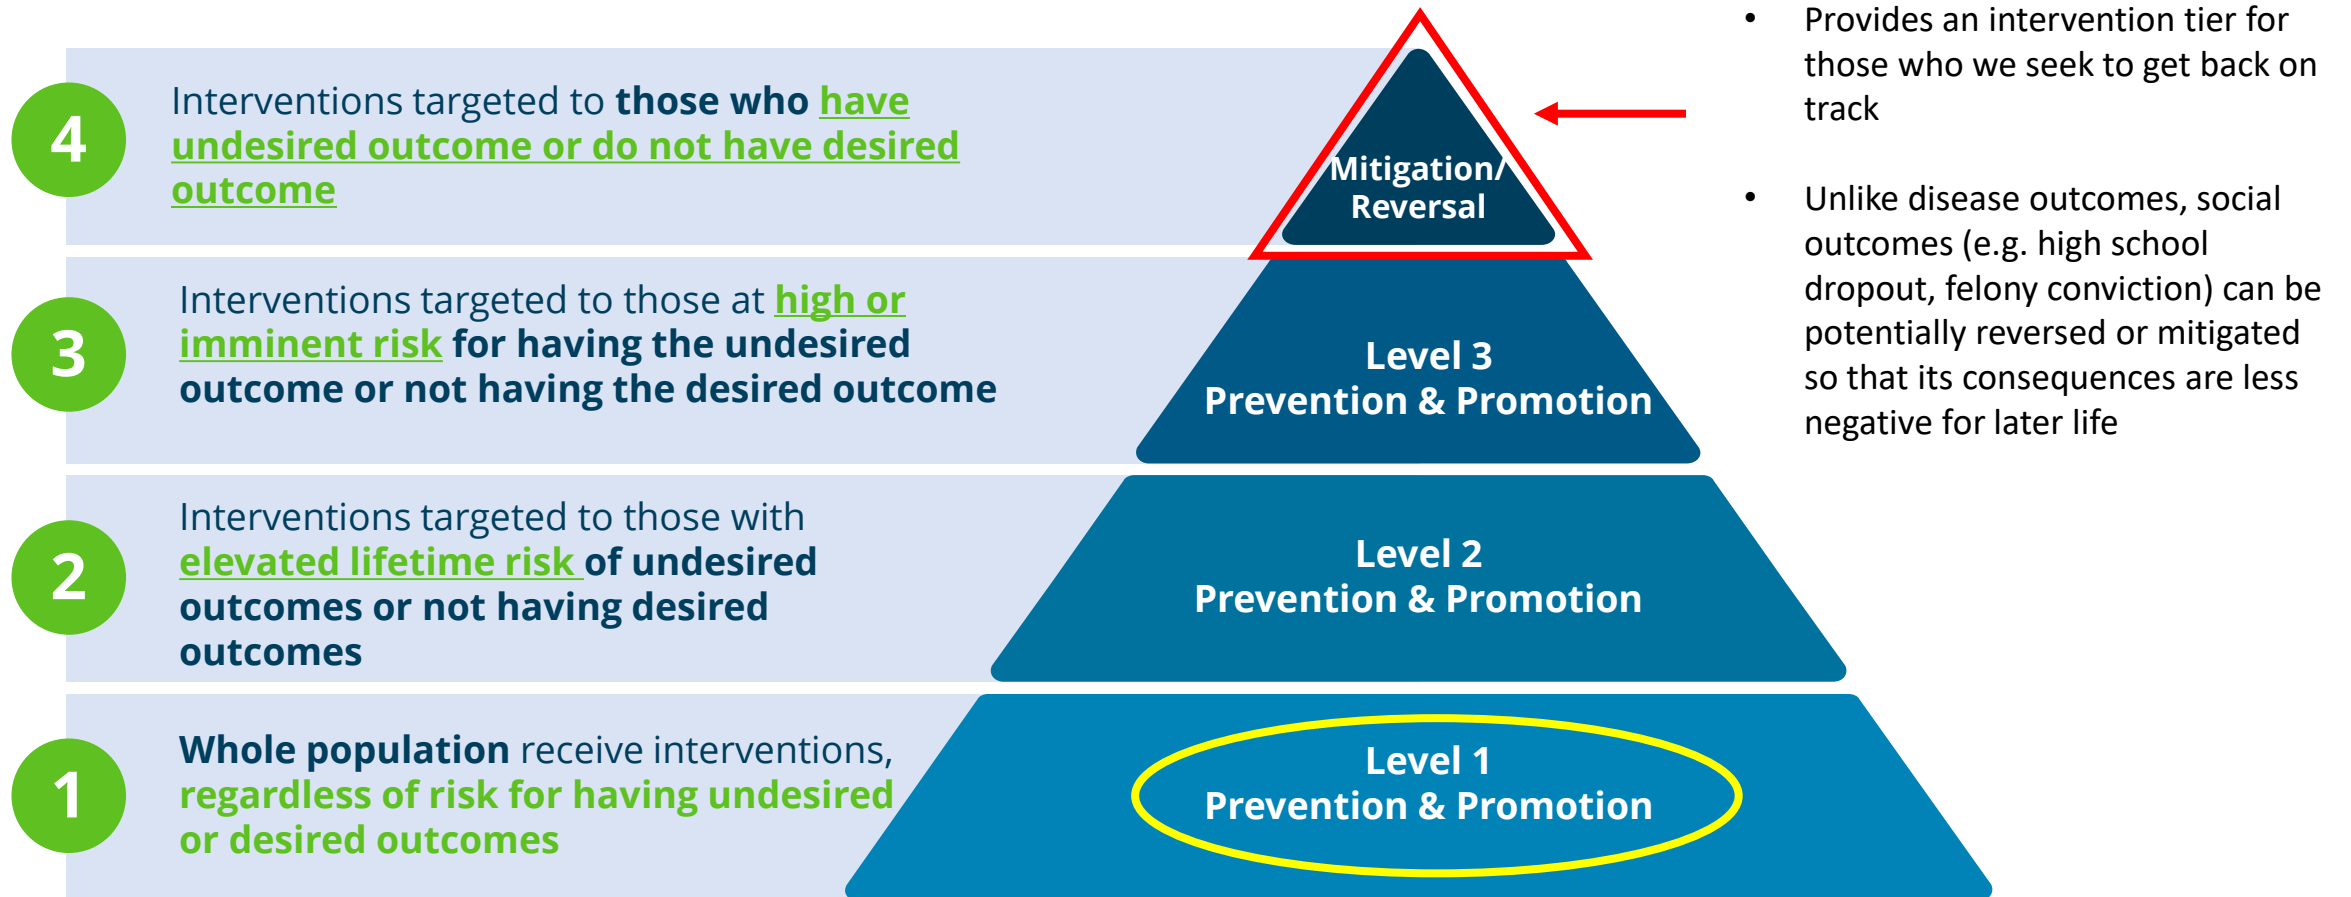 4
Interventions targeted to those who have
undesired outcome or do not have desired
outcome
Mitigation/
Reversal
• Provides an intervention tier for
those who we seek to get back on
track
• Unlike disease outcomes, social
outcomes (e.g. high school
dropout, felony conviction) can be
potentially reversed or mitigated
so that its consequences are less
negative for later life
3
Interventions targeted to those at high or
imminent risk for having the undesired
outcome or not having the desired outcome
Level 3
Prevention & Promotion
2
Interventions targeted to those with
elevated lifetime risk of undesired
outcomes or not having desired
outcomes
Level 2
Prevention & Promotion
1
Whole population receive interventions,
regardless of risk for having undesired
or desired outcomes
Level 1
Prevention & Promotion